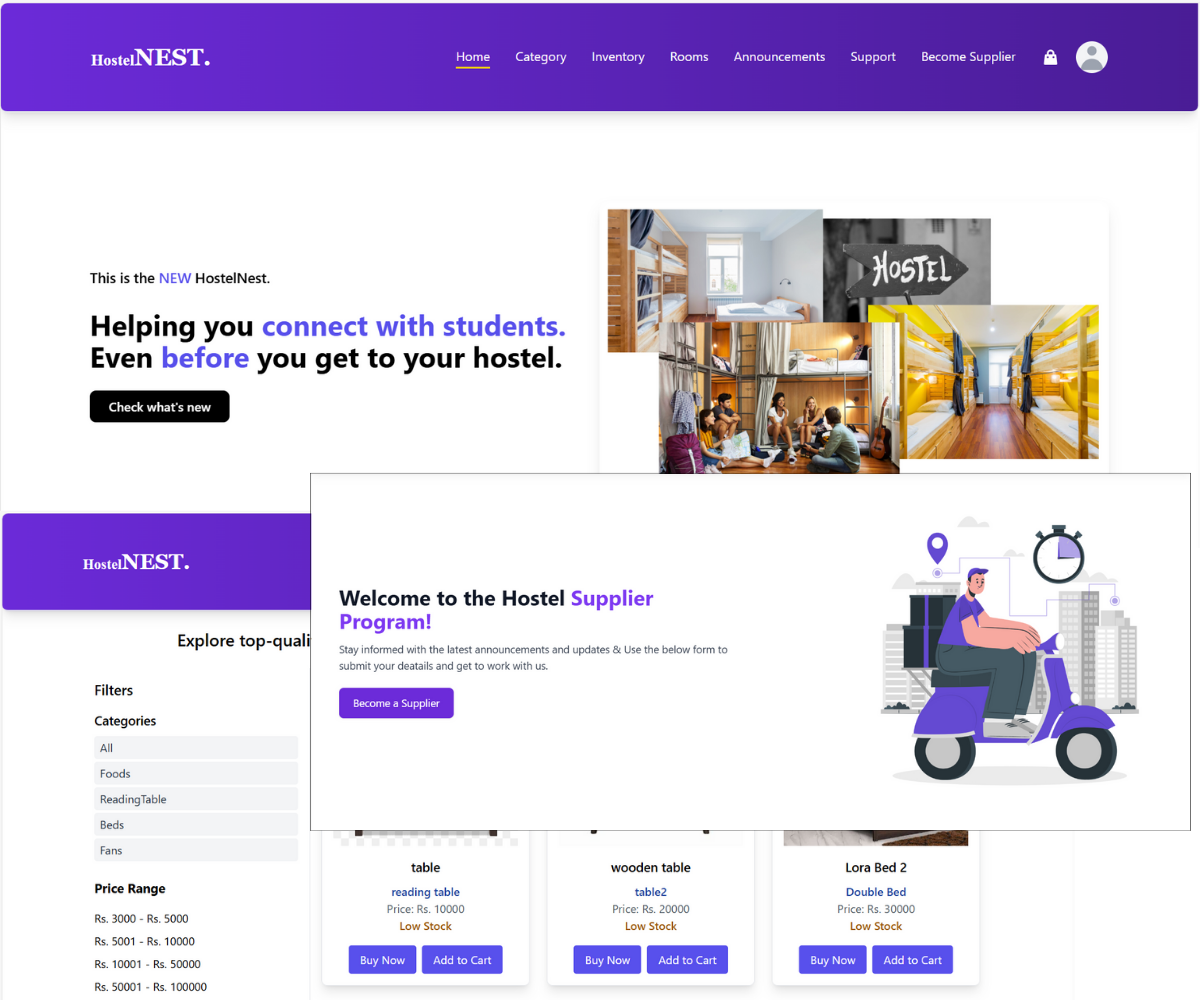 HostelNEST.
Home Category Inventory Rooms Announcements Support Become Supplier
This is the NEW HostelNest.
Helping you connect with students.
Even before you get to your hostel.
Check what's new
HOSTEL
HostelNEST.
Explore top-quali
Filters
Categories
All
Foods
ReadingTable
Beds
Fans
Price Range
Rs. 3000 - Rs. 5000
Rs. 5001 - Rs. 10000
Rs. 10001 - Rs. 50000
Rs. 50001 - Rs. 100000
Welcome to the Hostel Supplier
Program!
Stay informed with the latest announcements and updates & Use the below form to
submit your deatails and get to work with us.
Become a Supplier
table
reading table
Price: Rs. 10000
Low Stock
Buy Now Add to Cart
wooden table
table2
Price: Rs. 20000
Low Stock
Buy Now Add to Cart
Lora Bed 2
Double Bed
Price: Rs. 30000
Low Stock
Buy Now Add to Cart